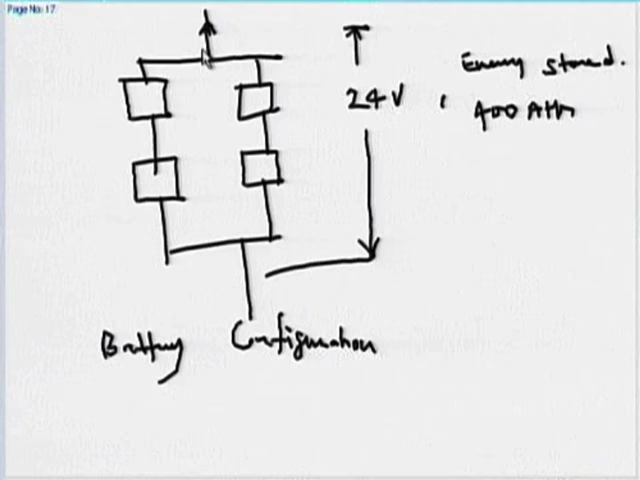 Page No: 17
Energy stored.
24V , 400 AHr
Battery Configuration